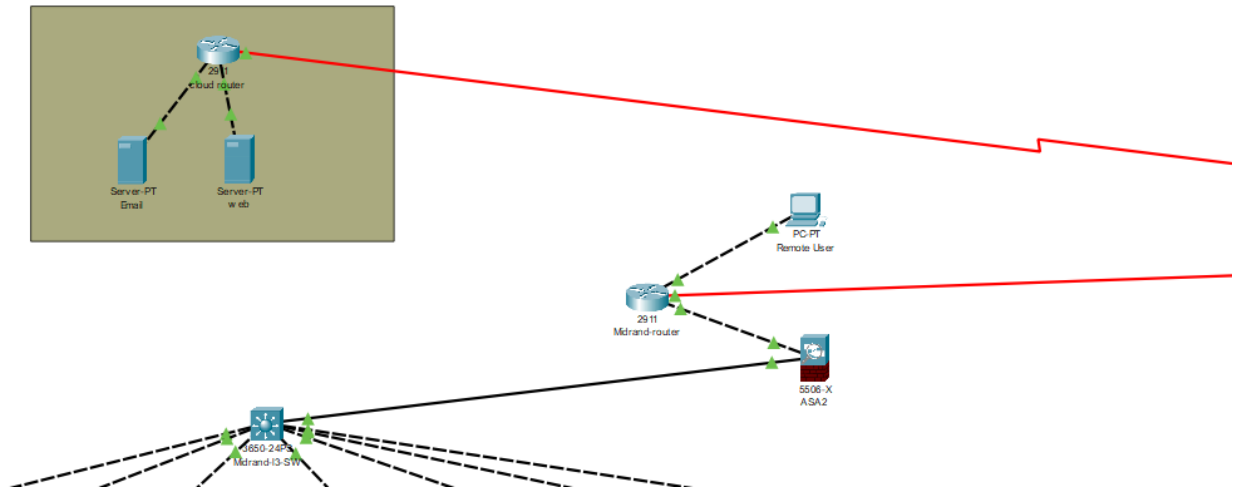 2911
cloud router
Server-PT
Email
Server-PT
web
PC-PT
Remote User
2911
Midrand-router
5506-X
ASA2
3650-24PS
Midrand-l3-SW